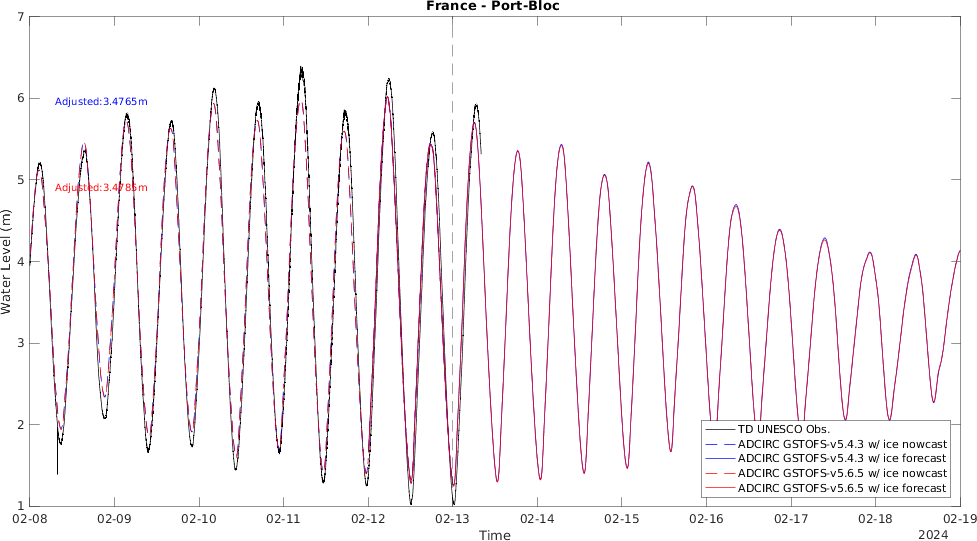 France - Port-Bloc
7
6
5
4
3
2
1
Water Level (m)
Adjusted:3.4765m
Adjusted:3.4785m
TD UNESCO Obs.
ADCIRC GSTOFS-v5.4.3 w/ ice nowcast
ADCIRC GSTOFS-v5.4.3 w/ ice forecast
ADCIRC GSTOFS-v5.6.5 w/ ice nowcast
ADCIRC GSTOFS-v5.6.5 w/ ice forecast
02-08 02-09 02-10 02-11 02-12 02-13 02-14 02-15 02-16 02-17 02-18 02-19
Time
2024